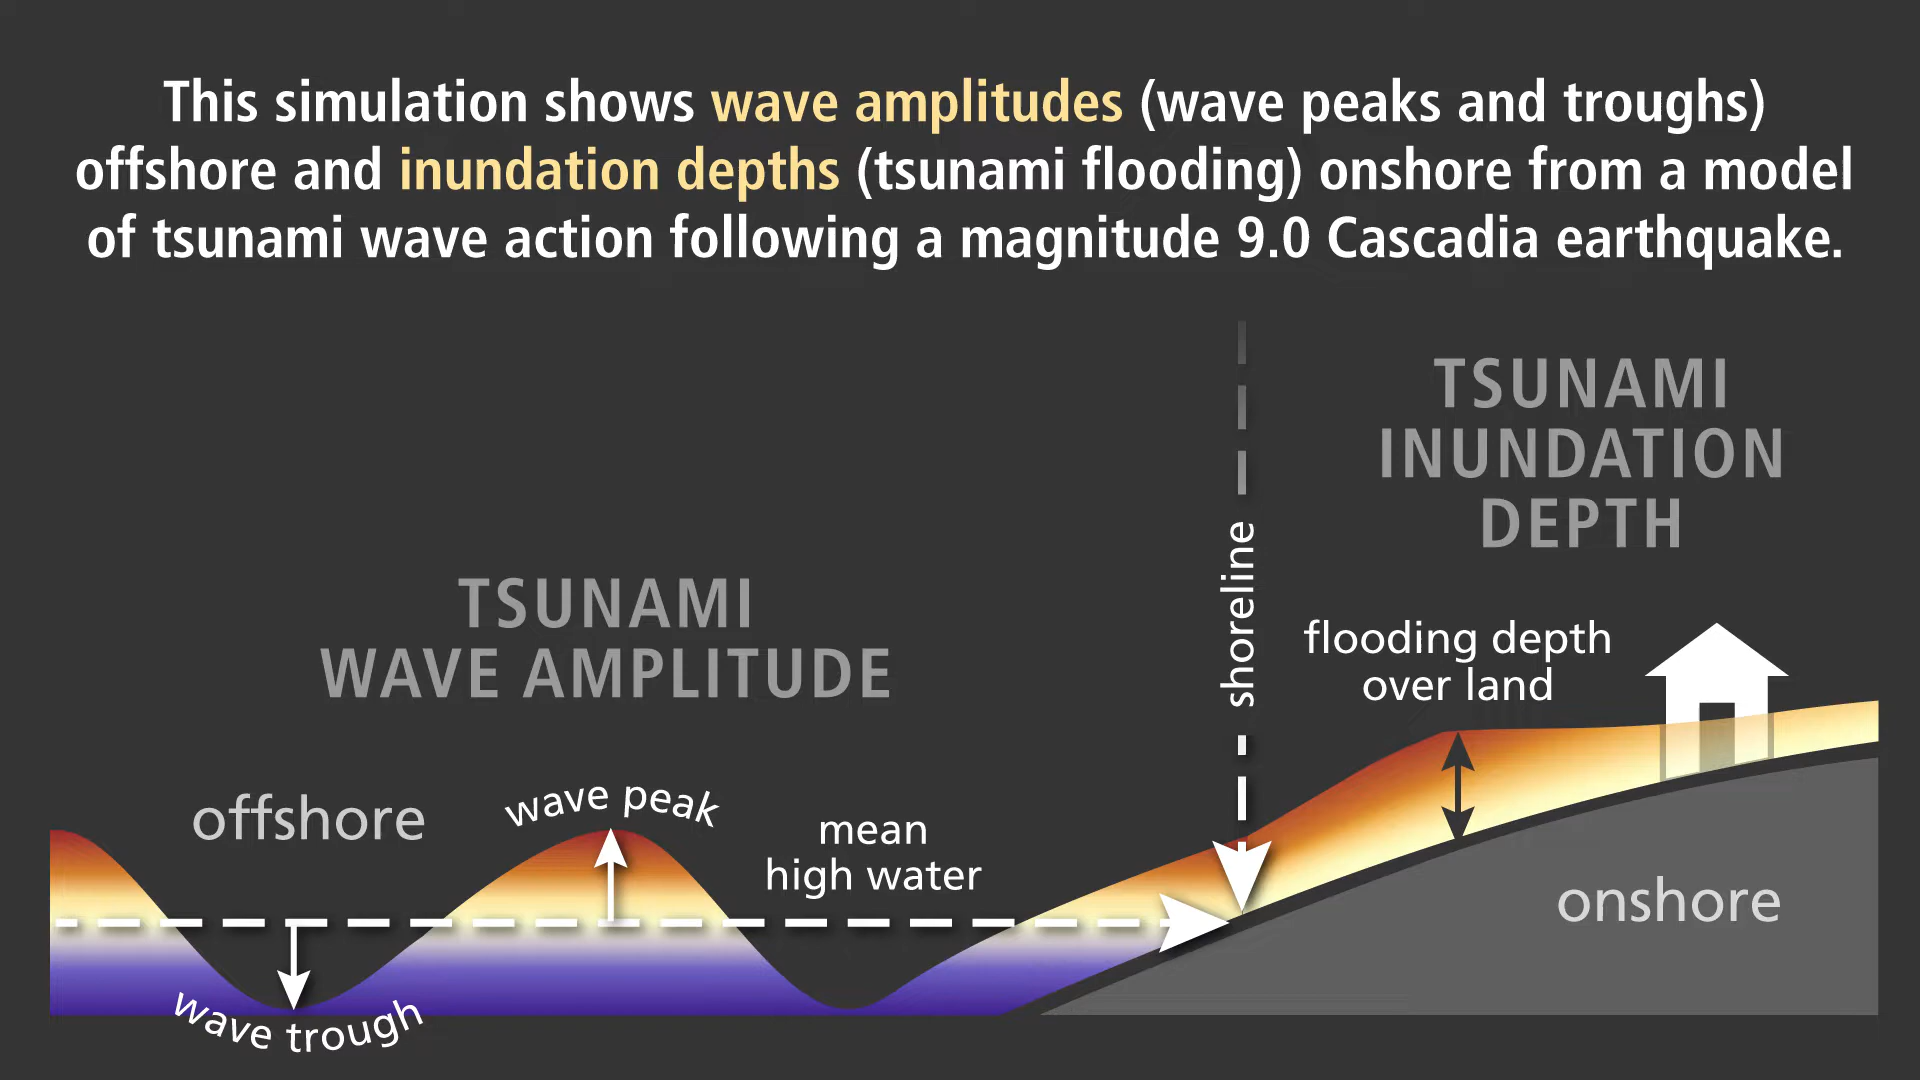 This simulation shows wave amplitudes (wave peaks and troughs)
offshore and inundation depths (tsunami flooding) onshore from a model
of tsunami wave action following a magnitude 9.0 Cascadia earthquake.
TSUNAMI
WAVE AMPLITUDE
TSUNAMI
INUNDATION
DEPTH
shoreline
flooding depth
over land
offshore
wave peak
mean
high water
onshore
wave trough